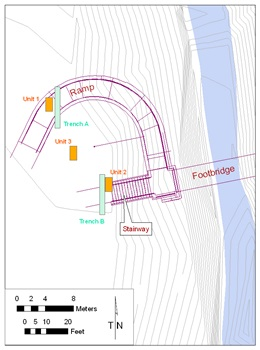 Ramp
Unit 1
Trench A
Unit 3
Unit 2
Footbridge
Trench B
Stairway
0 2 4 8
Meters
0 5 10 20
Feet
T N